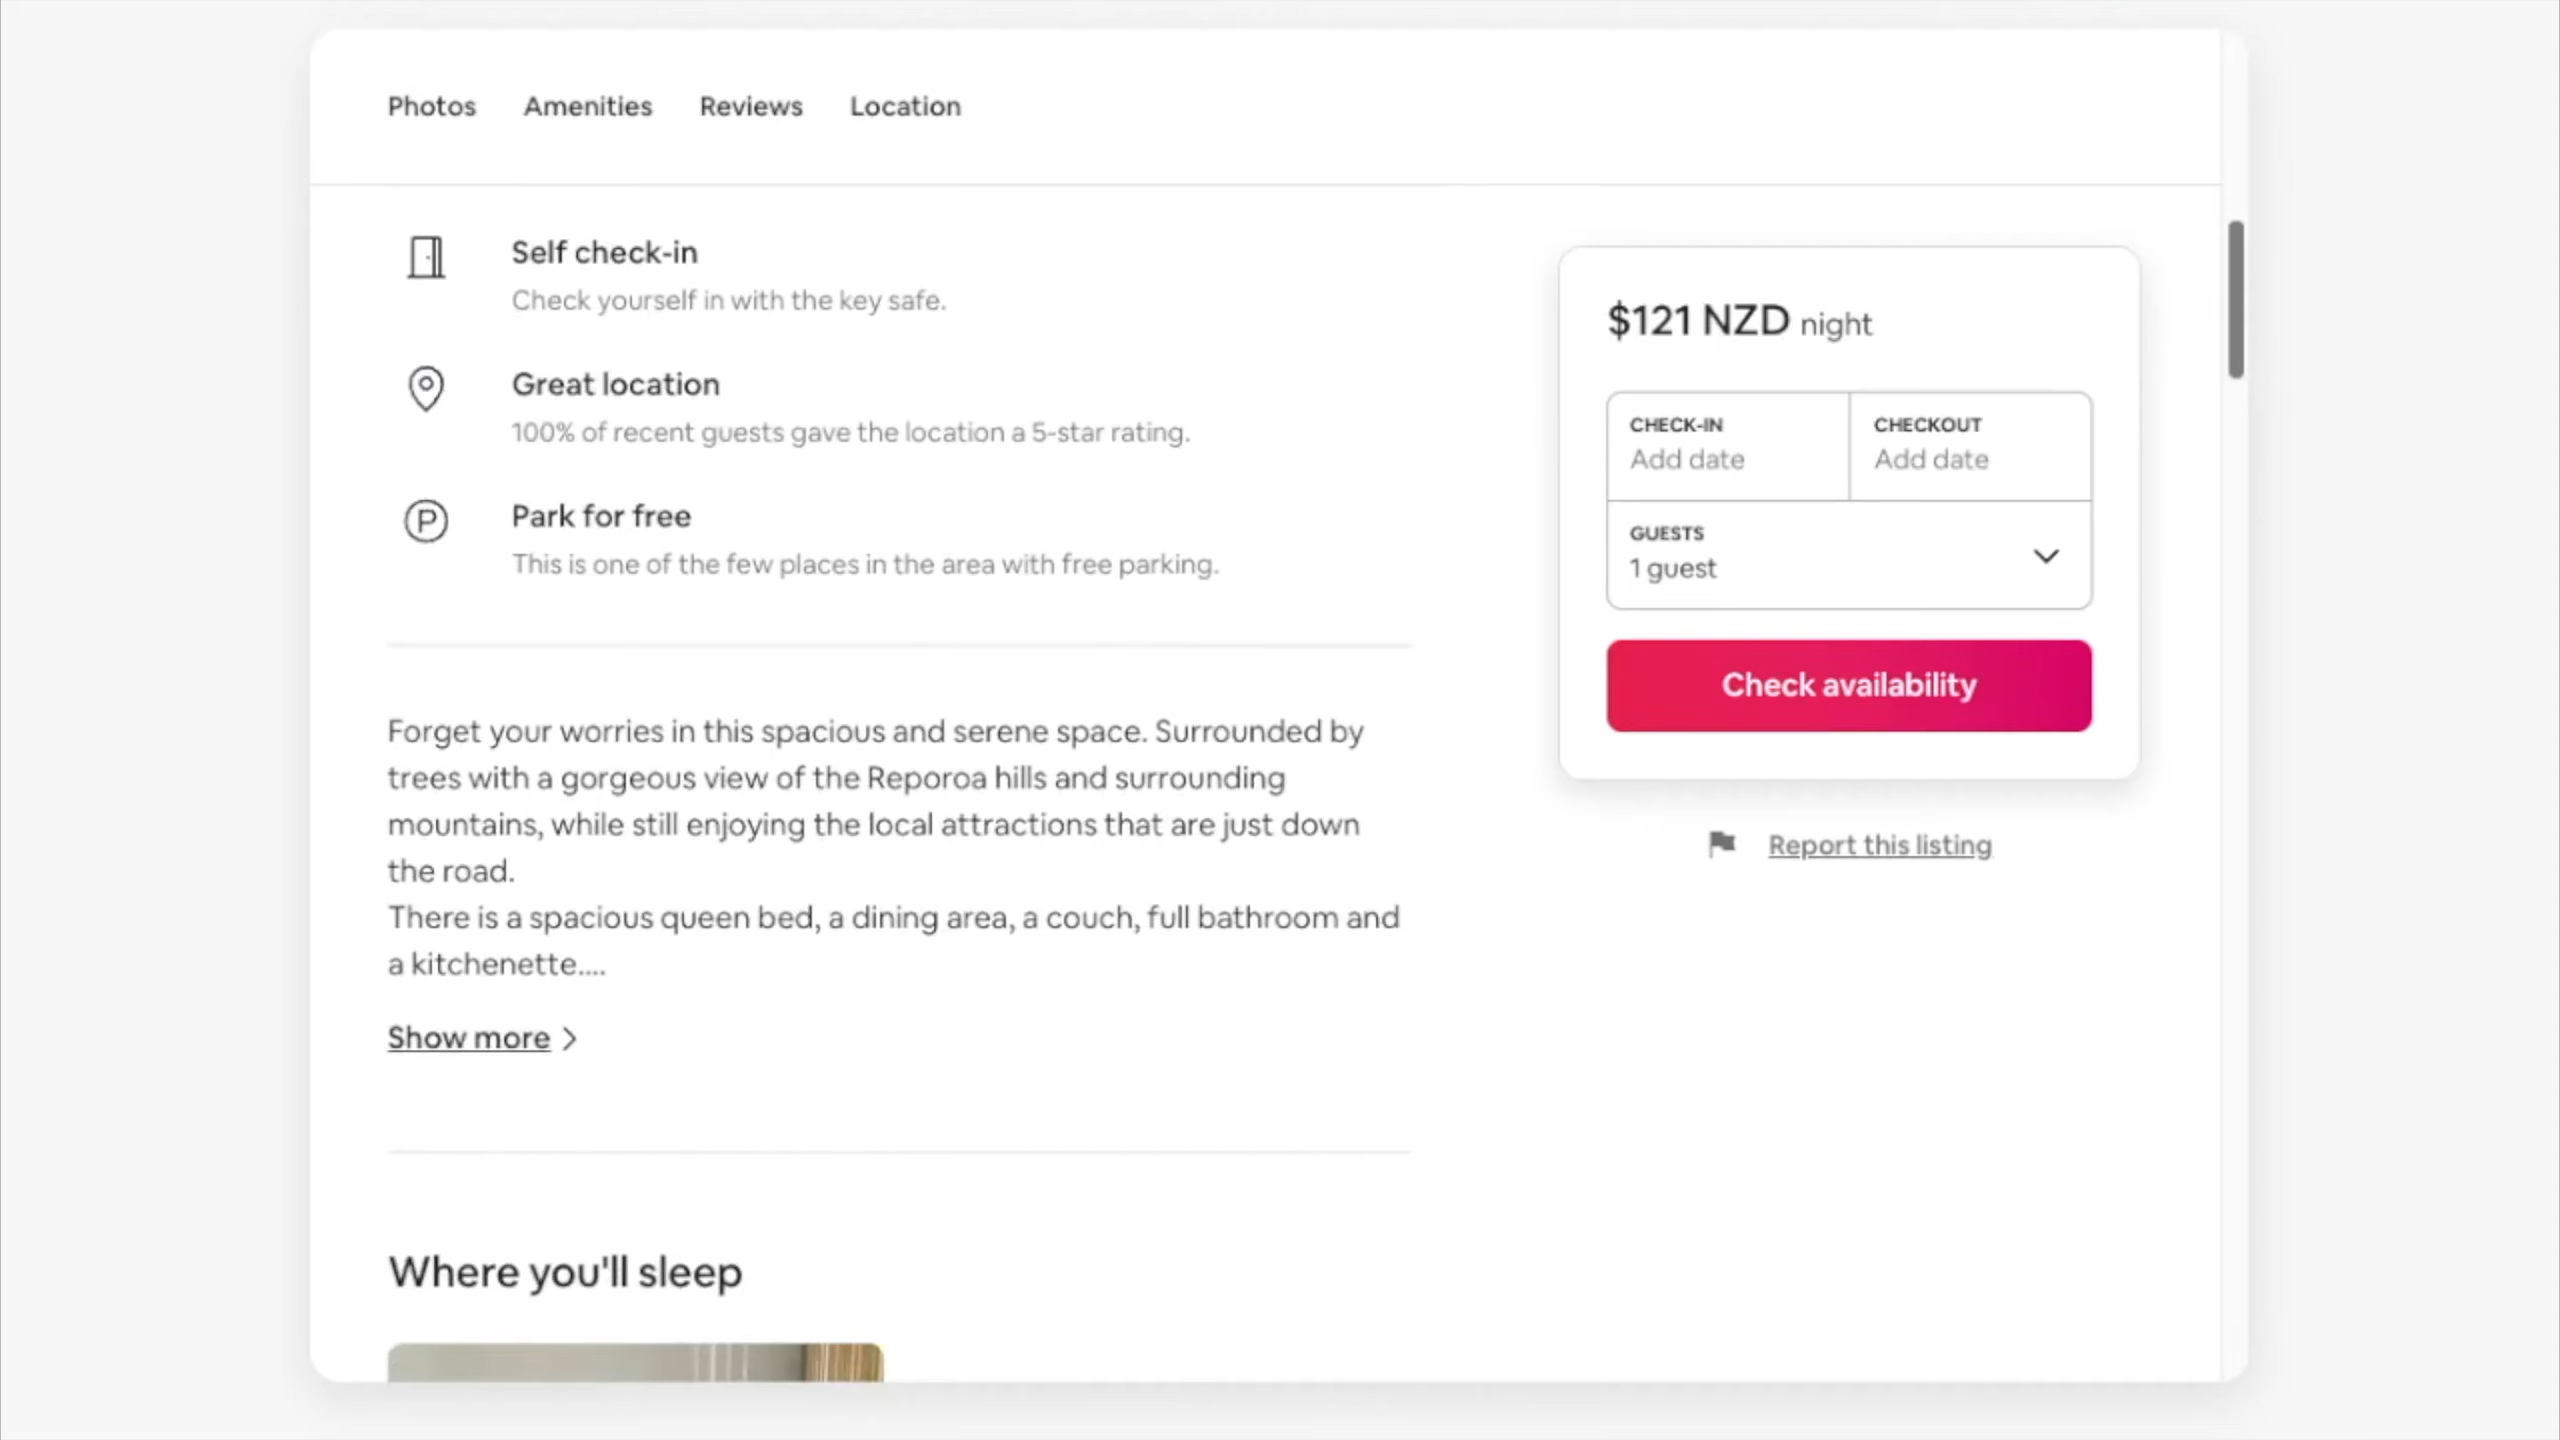 Photos Amenities Reviews Location
Self check-in
Check yourself in with the key safe.
Great location
100% of recent guests gave the location a 5-star rating.
P
Park for free
This is one of the few places in the area with free parking.
Forget your worries in this spacious and serene space. Surrounded by
trees with a gorgeous view of the Reporoa hills and surrounding
mountains, while still enjoying the local attractions that are just down
the road.
There is a spacious queen bed, a dining area, a couch, full bathroom and
a kitchenette....
Show more
Where you'll sleep
$121 NZD night
CHECK-IN
Add date
CHECKOUT
Add date
GUESTS
1 guest
Check availability
Report this listing